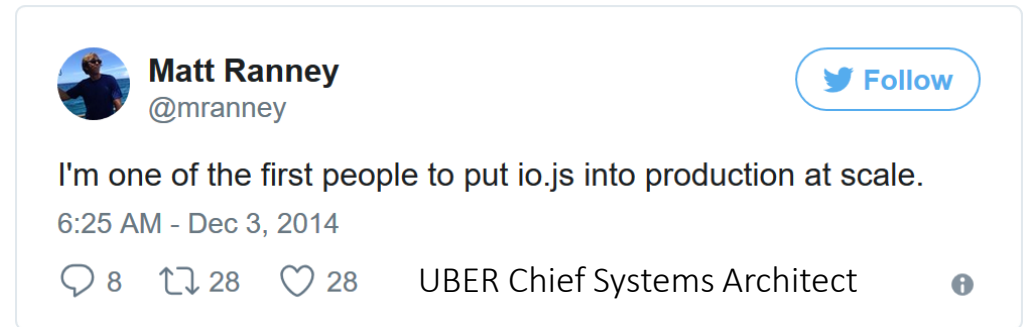 Matt Ranney
@mranney
Follow
I'm one of the first people to put io.js into production at scale.
6:25 AM - Dec 3, 2014
8 28 28 UBER Chief Systems Architect